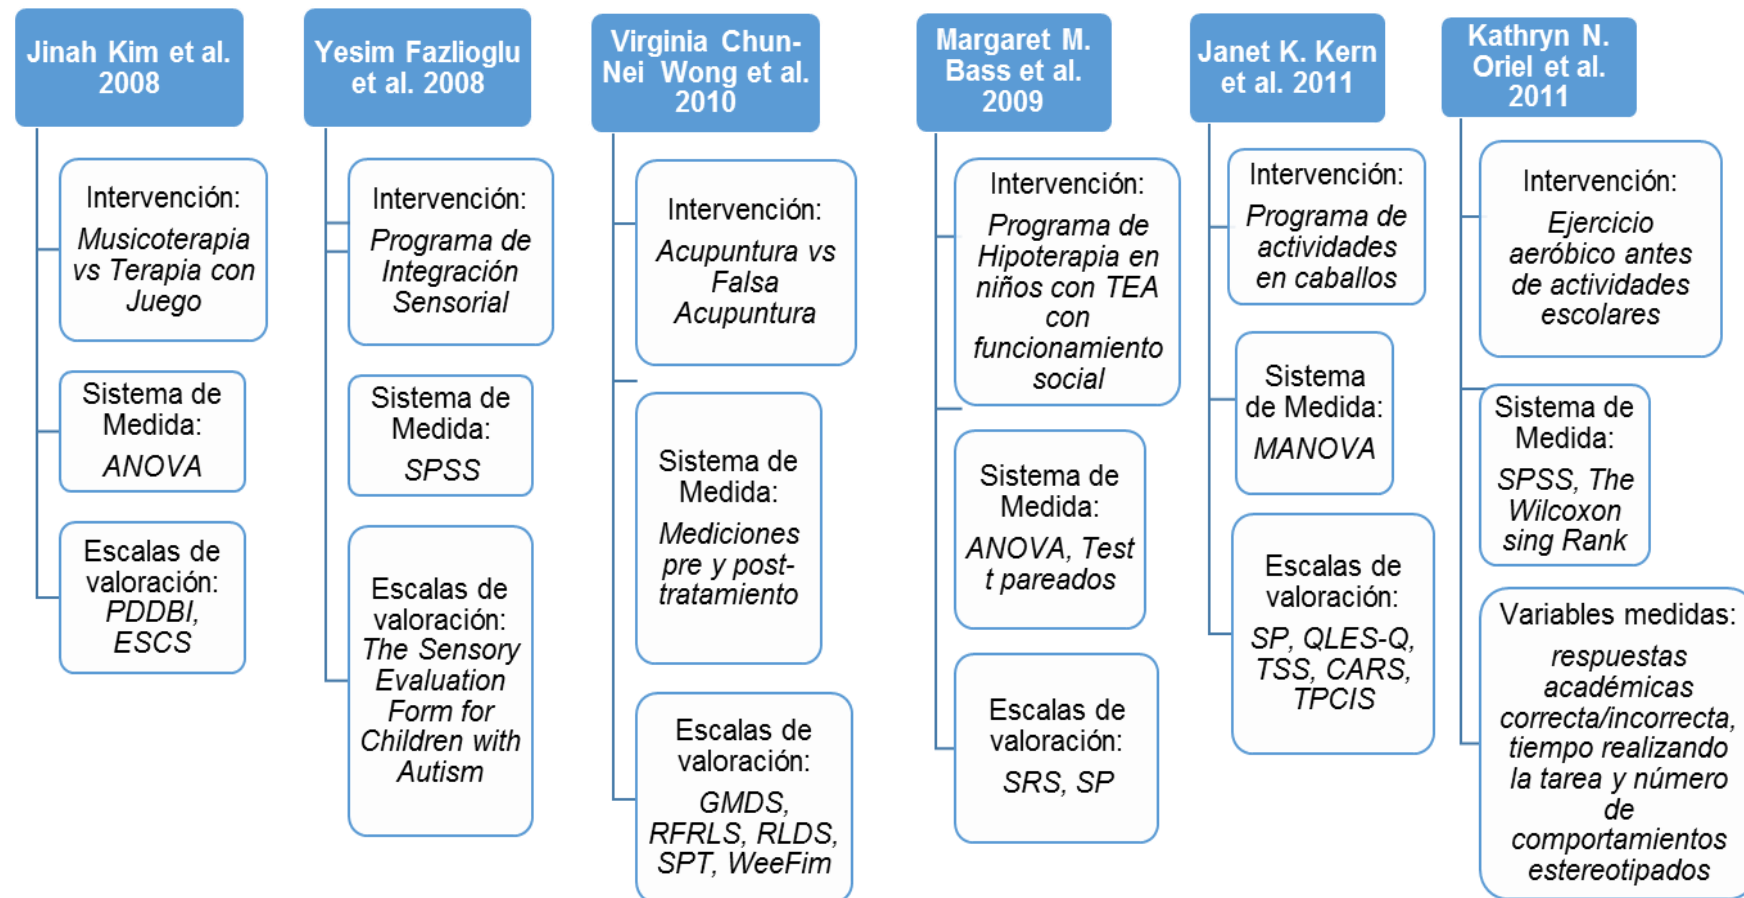 Jinah Kim et al.
2008
Intervención:
Musicoterapia
vs Terapia con
Juego
Sistema de
Medida:
ANOVA
Escalas de
valoración:
PDDBI,
ESCS
Yesim Fazlioglu
et al. 2008
Intervención:
Programa de
Integración
Sensorial
Sistema de
Medida:
SPSS
Escalas de
valoración:
The Sensory
Evaluation
Form for
Children with
Autism
Virginia Chun-
Nei Wong et al.
2010
Intervención:
Acupuntura vs
Falsa
Acupuntura
Sistema de
Medida:
Mediciones
pre y post-
tratamiento
Escalas de
valoración:
GMDS,
RFRLS, RLDS,
SPT, WeeFim
Margaret M.
Bass et al.
2009
Intervención:
Programa de
Hipoterapia en
niños con TEA
con
funcionamiento
social
Sistema de
Medida:
ANOVA, Test
t pareados
Escalas de
valoración:
SRS, SP
Janet K. Kern
et al. 2011
Intervención:
Programa de
actividades
en caballos
Sistema
de Medida:
MANOVA
Escalas de
valoración:
SP, QLES-Q,
TSS, CARS,
TPCIS
Kathryn N.
Oriel et al.
2011
Intervención:
Ejercicio
aeróbico antes
de actividades
escolares
Sistema de
Medida:
SPSS, The
Wilcoxon
sing Rank
Variables medidas:
respuestas
académicas
correcta/incorrecta,
tiempo realizando
la tarea y número
de
comportamientos
estereotipados